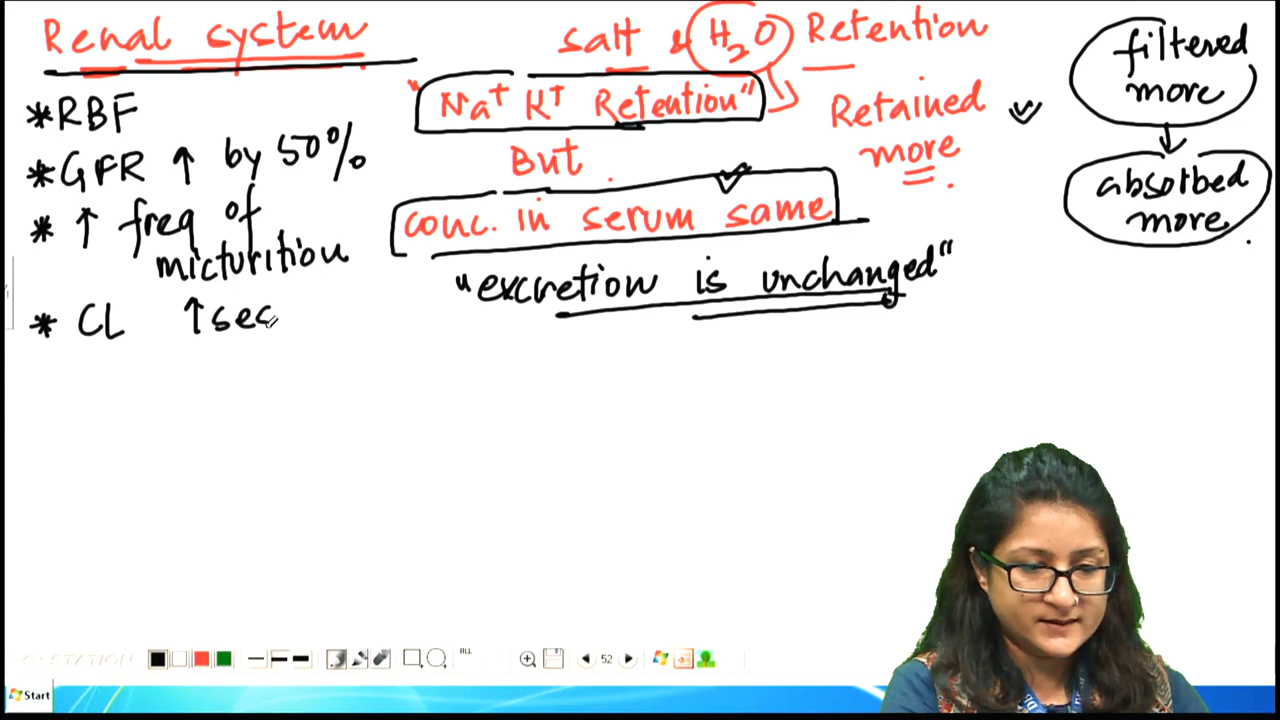 Renal system
*RBF
*GFR ↑ by 50%
* ↑ freq of
micturition
* CL ↑sec
salt & H2O Retention
"Na+ K+ Retention"
Retained
more
But
conc. in serum same
"excretion is unchanged"
filtered
more
↓
absorbed
more
ALL
52
Start